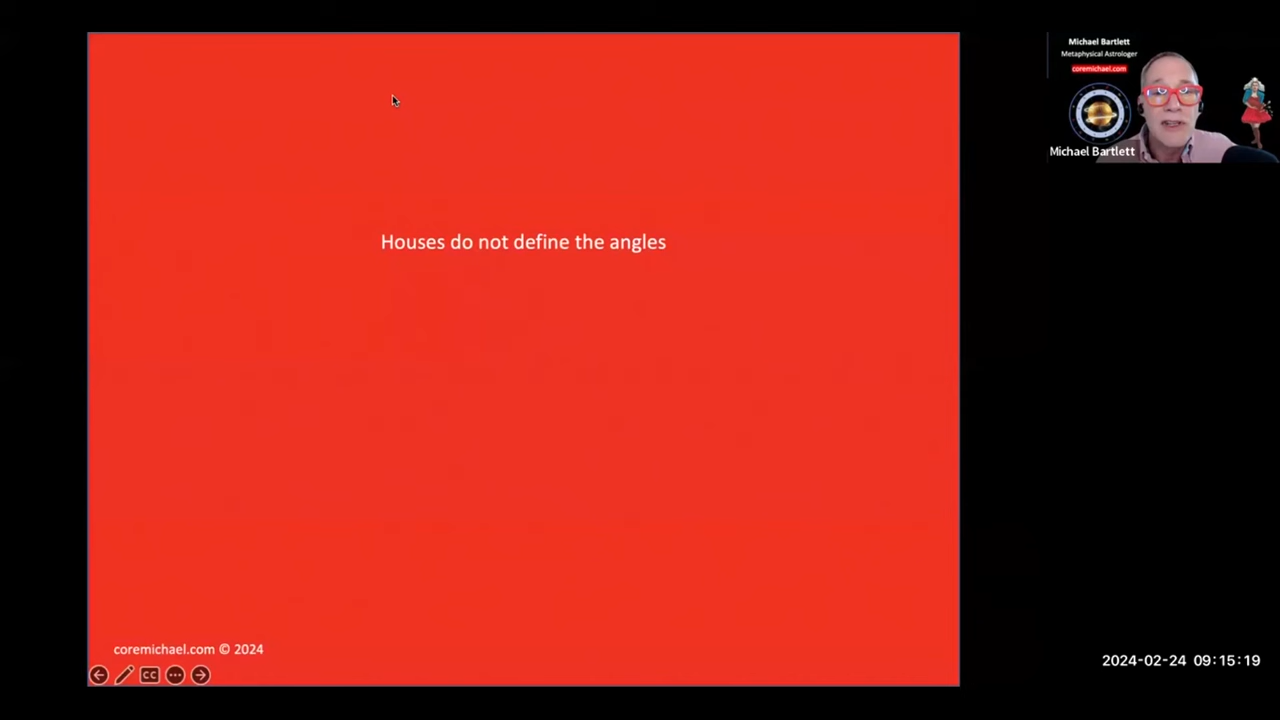 Michael Bartlett
Metaphysical Astrologer
coremichael.com
Michael Bartlett
Houses do not define the angles
coremichael.com © 2024
CC
2024-02-24 09:15:19